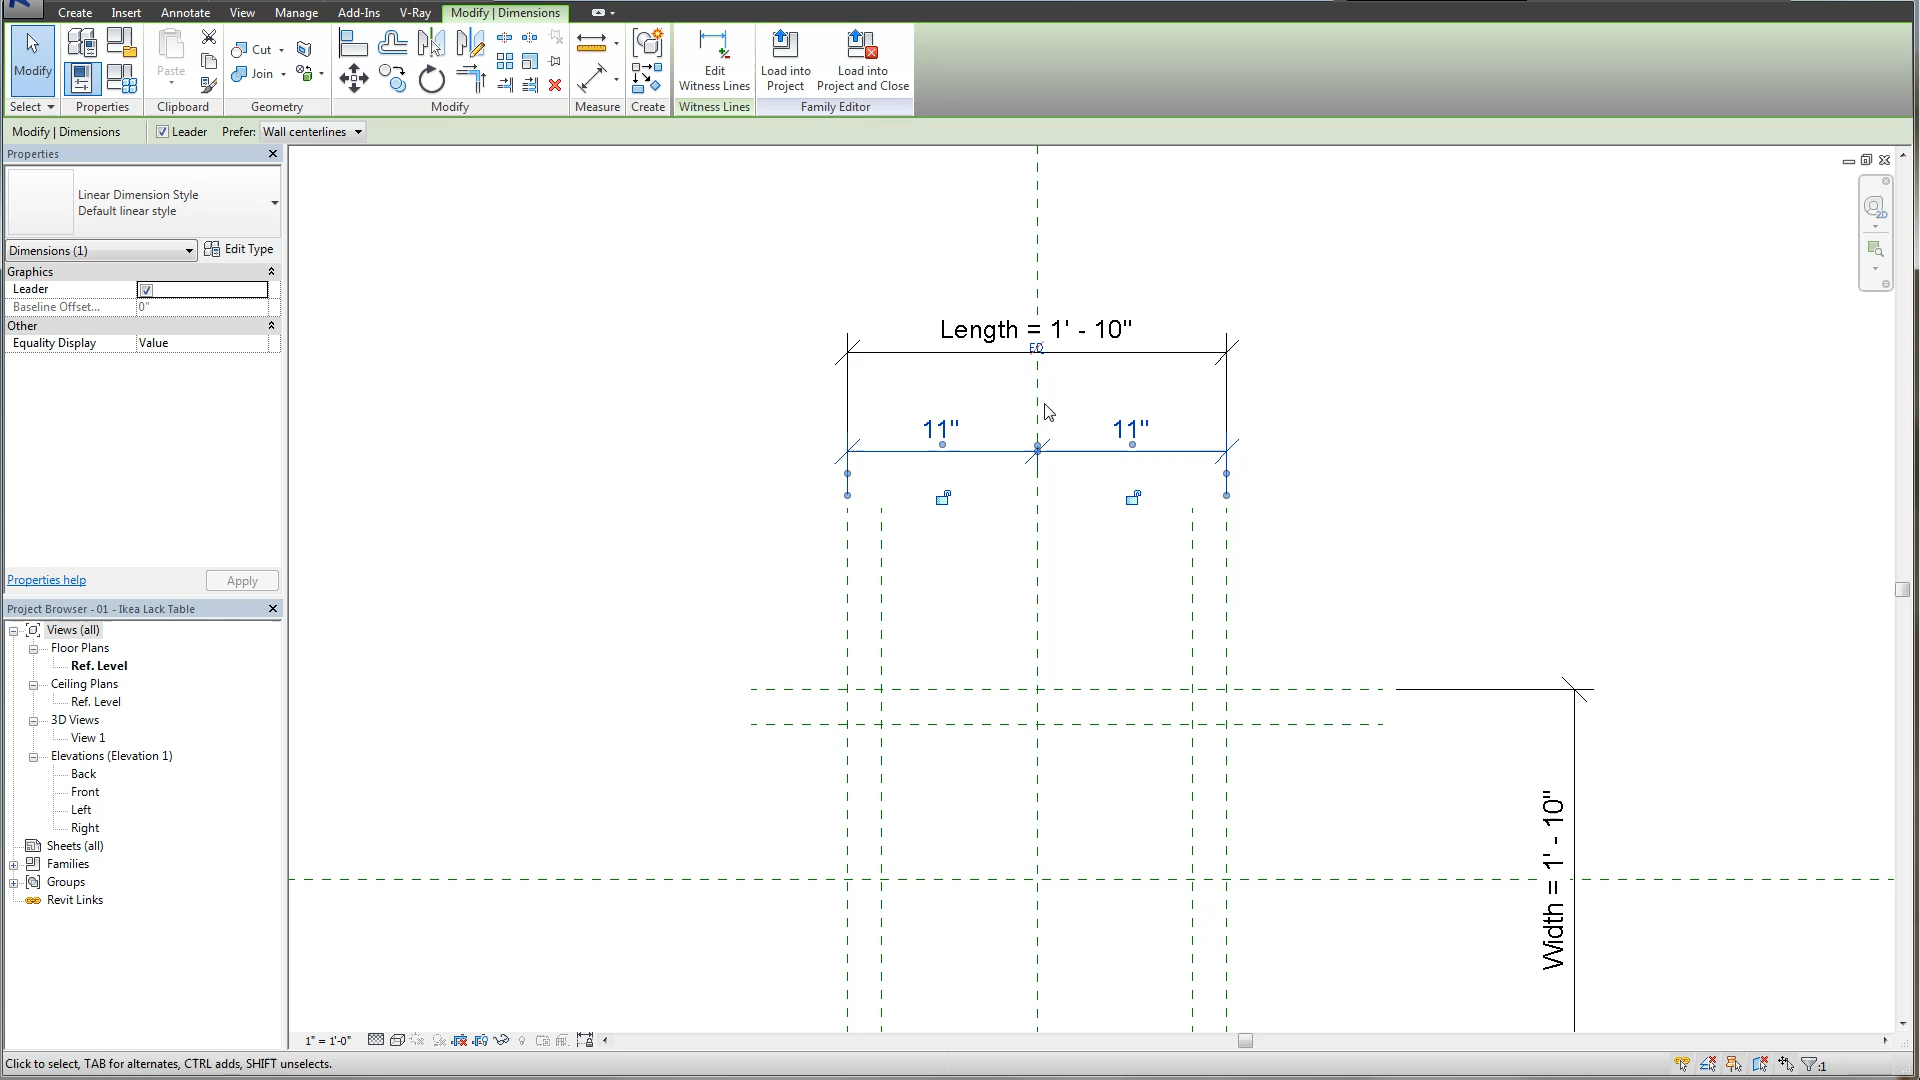 Create Insert Annotate View Manage Add-Ins V-Ray Modify | Dimensions
Modify
Paste
Cut
Join
Edit
Witness Lines
Load into
Project
Load into
Project and Close
Select Properties Clipboard Geometry Modify Measure Create Witness Lines Family Editor
Modify | Dimensions Leader Prefer: Wall centerlines
Properties
Linear Dimension Style
Default linear style
Dimensions (1) Edit Type
Graphics
Leader
Baseline Offset... 0"
Other
Equality Display Value
Properties help Apply
Project Browser - 01 - Ikea Lack Table
Views (all)
Floor Plans
Ref. Level
Ceiling Plans
Ref. Level
3D Views
View 1
Elevations (Elevation 1)
Back
Front
Left
Right
Sheets (all)
Families
Groups
Revit Links
2D
Length = 1' - 10"
EQ
11" 11"
Width = 1' - 10"
1" = 1'-0"
Click to select, TAB for alternates, CTRL adds, SHIFT unselects.
:1